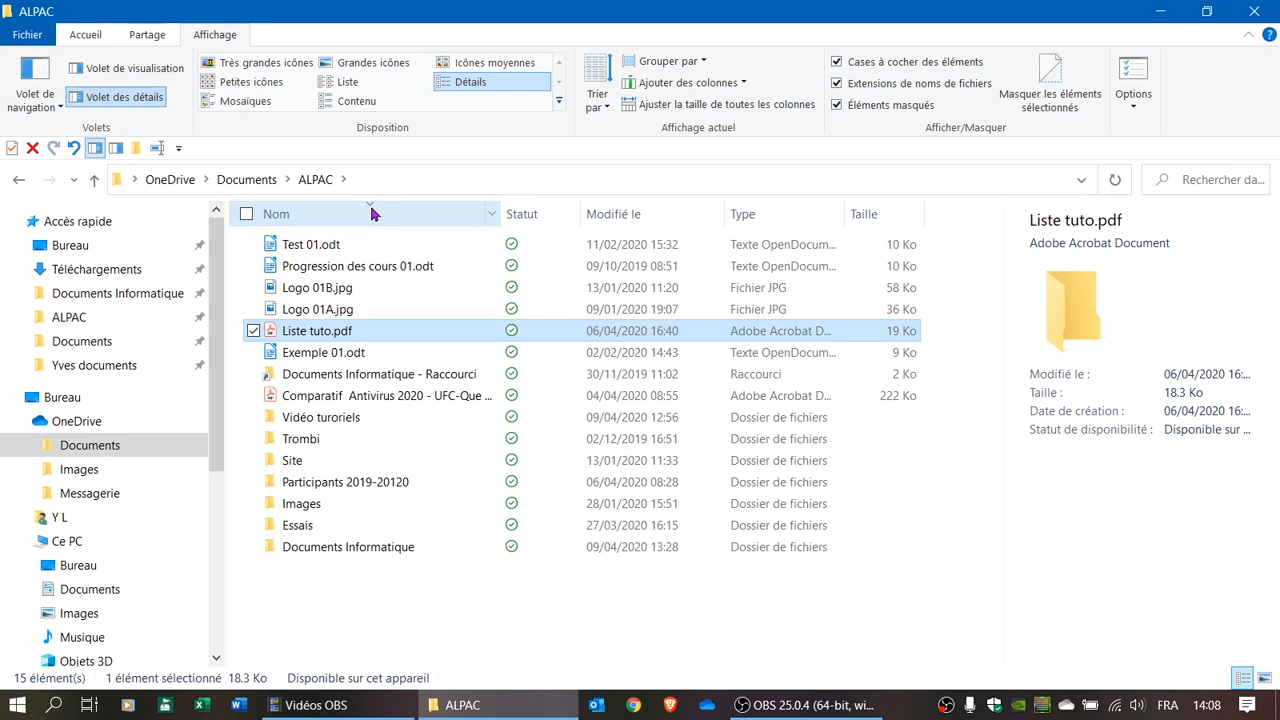 ALPAC
Fichier Accueil Partage Affichage
Volet de navigation
Volet de visualisation
Volet des détails
Volets
Très grandes icônes Grandes icônes Icônes moyennes
Petites icônes Liste Détails
Mosaïques Contenu
Disposition
Trier par
Grouper par
Ajouter des colonnes
Ajuster la taille de toutes les colonnes
Affichage actuel
Cases à cocher des éléments
Extensions de noms de fichiers
Éléments masqués
Masquer les éléments sélectionnés
Afficher/Masquer
Options
OneDrive > Documents > ALPAC >
Rechercher da...
Accès rapide
Bureau
Téléchargements
Documents Informatique
ALPAC
Documents
Yves documents
Bureau
OneDrive
Documents
Images
Messagerie
Y L
Ce PC
Bureau
Documents
Images
Musique
Objets 3D
Nom Statut Modifié le Type Taille
Test 01.odt 11/02/2020 15:32 Texte OpenDocum... 10 Ko
Progression des cours 01.odt 09/10/2019 08:51 Texte OpenDocum... 10 Ko
Logo 01B.jpg 13/01/2020 11:20 Fichier JPG 58 Ko
Logo 01A.jpg 09/01/2020 19:07 Fichier JPG 36 Ko
Liste tuto.pdf 06/04/2020 16:40 Adobe Acrobat D... 19 Ko
Exemple 01.odt 02/02/2020 14:43 Texte OpenDocum... 9 Ko
Documents Informatique - Raccourci 30/11/2019 11:02 Raccourci 2 Ko
Comparatif Antivirus 2020 - UFC-Que ... 04/04/2020 08:55 Adobe Acrobat D... 222 Ko
Vidéo turoriels 09/04/2020 12:56 Dossier de fichiers
Trombi 02/12/2019 16:51 Dossier de fichiers
Site 13/01/2020 11:33 Dossier de fichiers
Participants 2019-20120 06/04/2020 08:28 Dossier de fichiers
Images 28/01/2020 15:51 Dossier de fichiers
Essais 27/03/2020 16:15 Dossier de fichiers
Documents Informatique 09/04/2020 13:28 Dossier de fichiers
Liste tuto.pdf
Adobe Acrobat Document
Modifié le : 06/04/2020 16:...
Taille : 18.3 Ko
Date de création : 06/04/2020 16:...
Statut de disponibilité : Disponible sur ...
15 élément(s) 1 élément sélectionné 18.3 Ko Disponible sur cet appareil
Vidéos OBS ALPAC OBS 25.0.4 (64-bit, wi... FRA 14:08